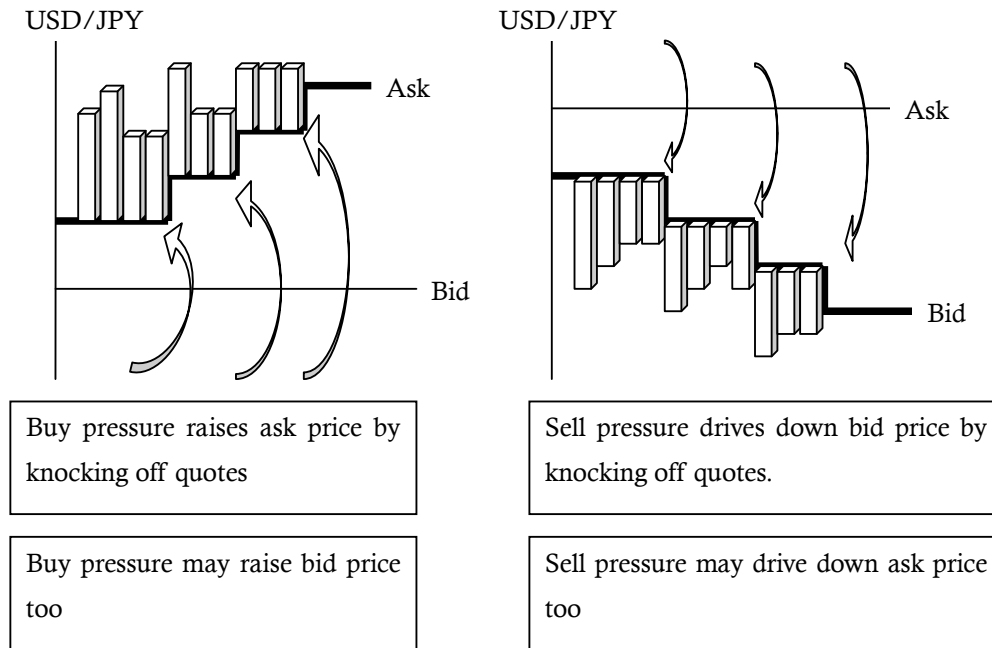 USD/JPY
Ask
Bid
Buy pressure raises ask price by
knocking off quotes
Buy pressure may raise bid price
too
USD/JPY
Ask
Bid
Sell pressure drives down bid price by
knocking off quotes.
Sell pressure may drive down ask price
too